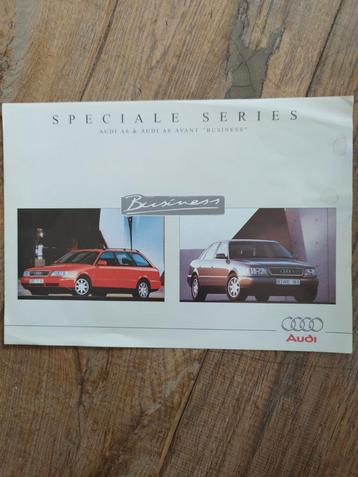 SPECIALE SERIES
AUDI A6 & AUDI A6 AVANT "BUSINESS"
Business
Audi